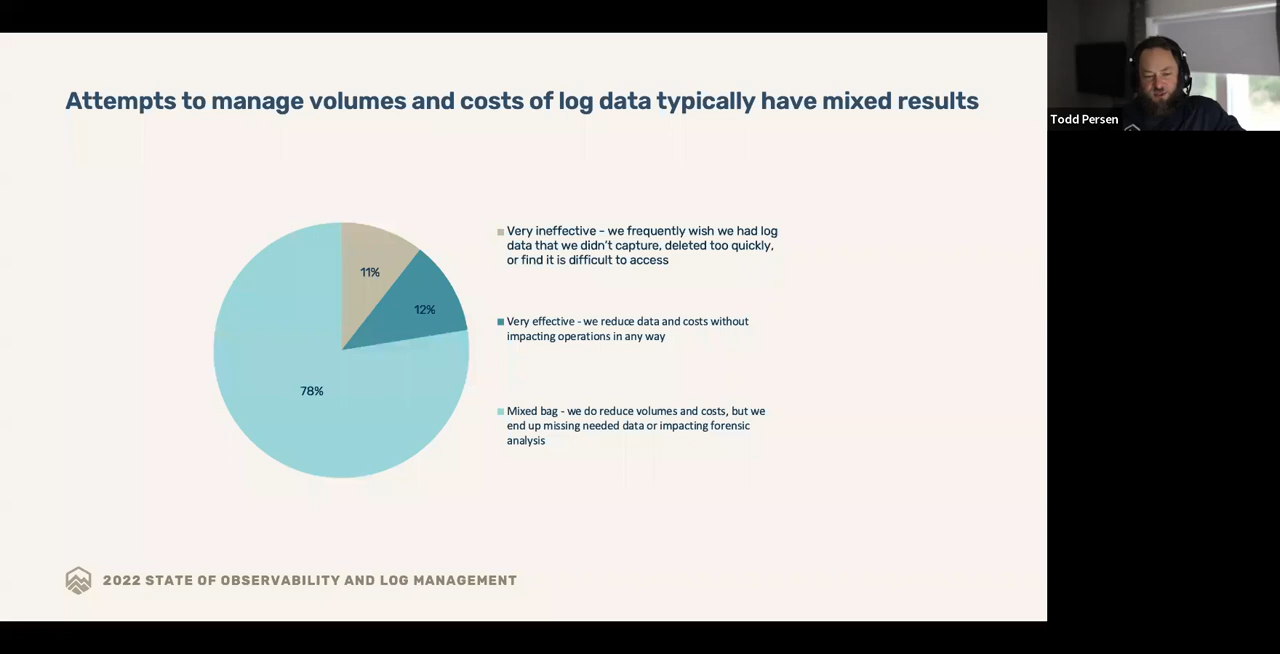 Attempts to manage volumes and costs of log data typically have mixed results
Todd Persen
11%
12%
78%
Very ineffective - we frequently wish we had log
data that we didn't capture, deleted too quickly,
or find it is difficult to access
Very effective - we reduce data and costs without
impacting operations in any way
Mixed bag - we do reduce volumes and costs, but we
end up missing needed data or impacting forensic
analysis
2022 STATE OF OBSERVABILITY AND LOG MANAGEMENT